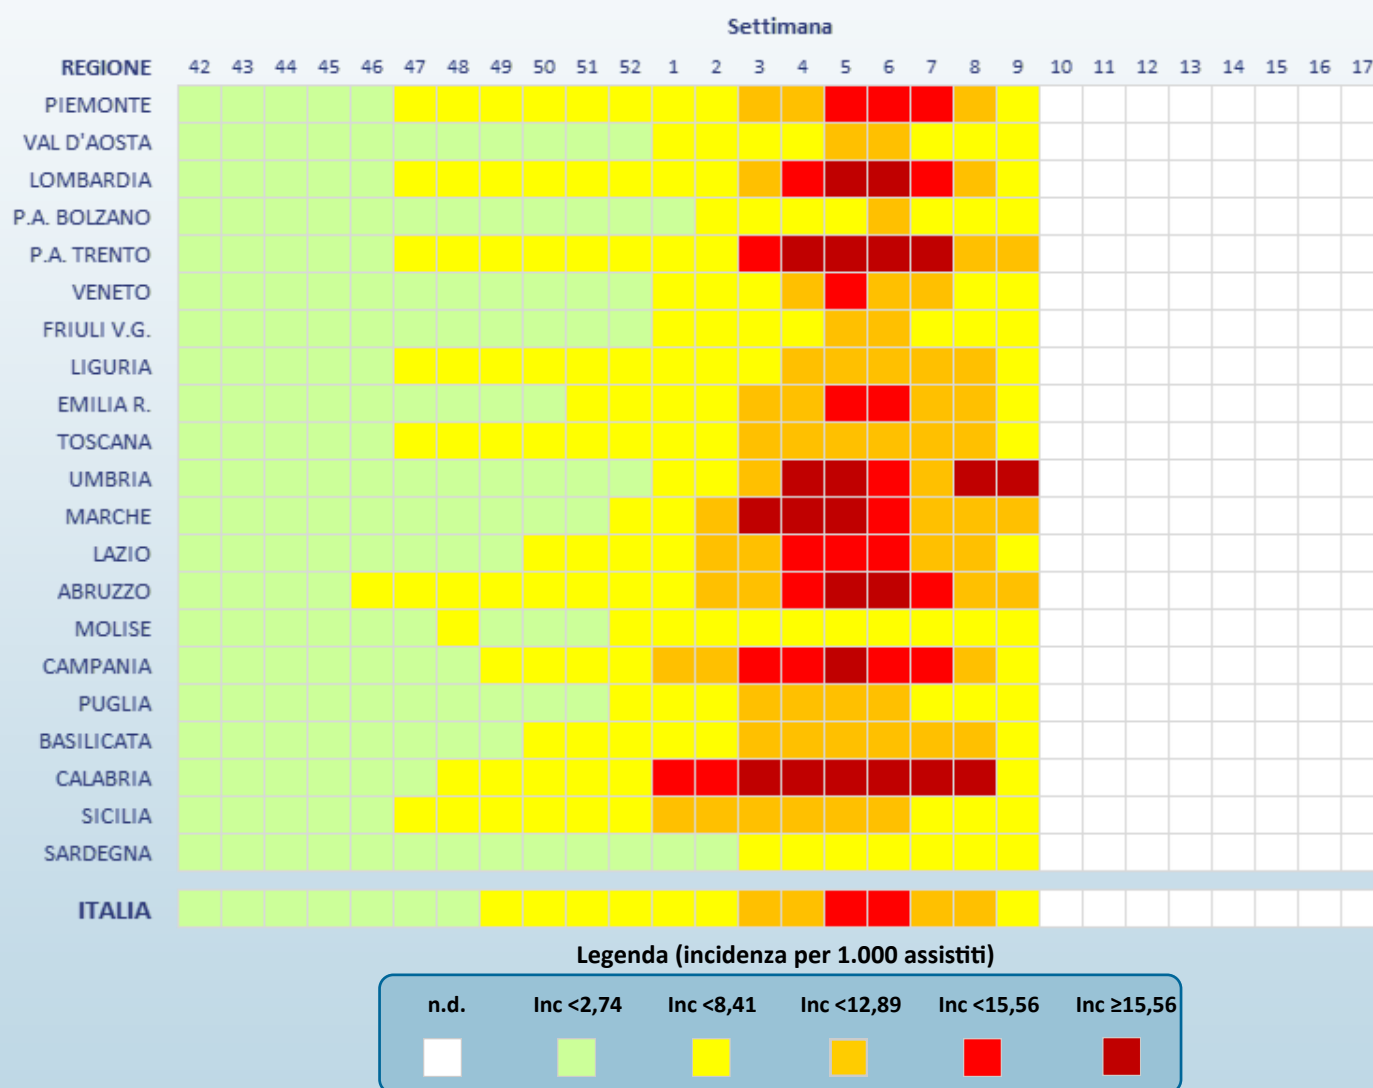 Settimana
REGIONE 42 43 44 45 46 47 48 49 50 51 52 1 2 3 4 5 6 7 8 9 10 11 12 13 14 15 16 17
PIEMONTE
VAL D'AOSTA
LOMBARDIA
P.A. BOLZANO
P.A. TRENTO
VENETO
FRIULI V.G.
LIGURIA
EMILIA R.
TOSCANA
UMBRIA
MARCHE
LAZIO
ABRUZZO
MOLISE
CAMPANIA
PUGLIA
BASILICATA
CALABRIA
SICILIA
SARDEGNA
ITALIA
Legenda (incidenza per 1.000 assistiti)
n.d. Inc <2,74 Inc <8,41 Inc <12,89 Inc <15,56 Inc ≥15,56